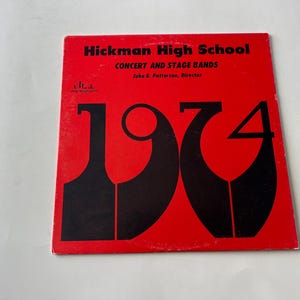 Hickman High School
CONCERT AND STAGE BANDS
John B. Patterson, Director
1974